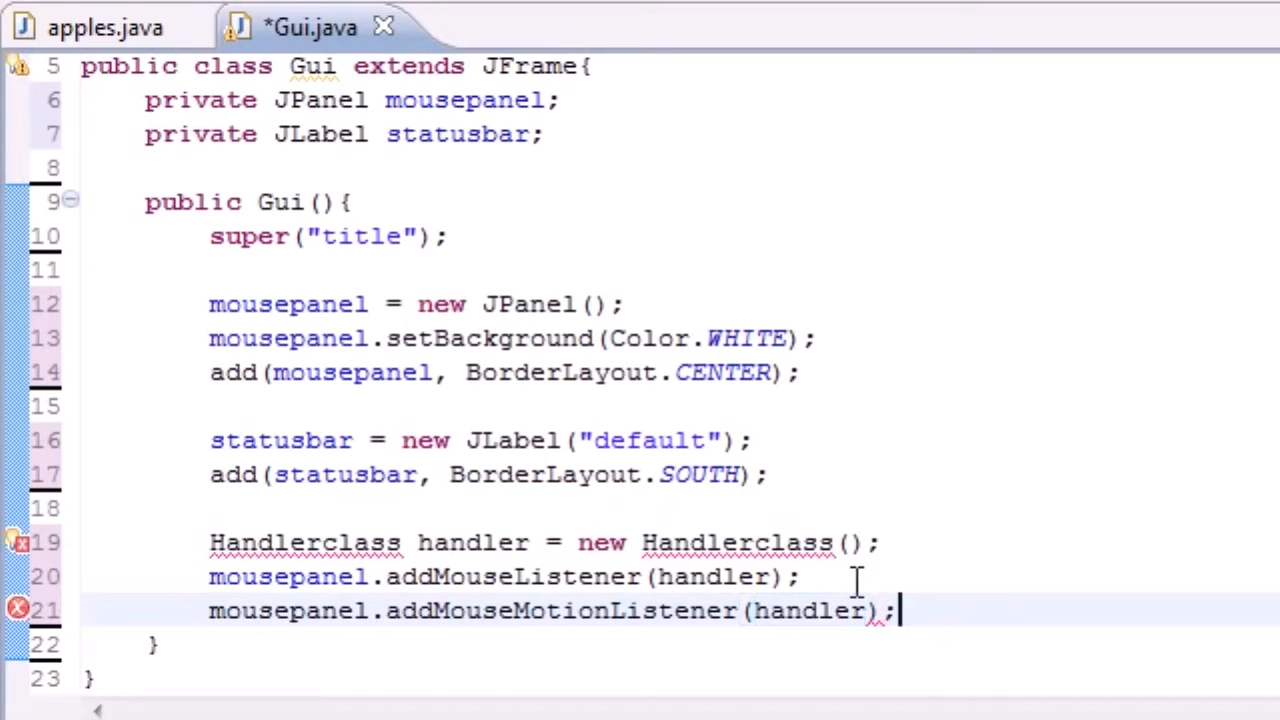 apples.java *Gui.java
5 public class Gui extends JFrame{
6 private JPanel mousepanel;
7 private JLabel statusbar;
8
9 public Gui(){
10 super("title");
11
12 mousepanel = new JPanel();
13 mousepanel.setBackground(Color.WHITE);
14 add(mousepanel, BorderLayout.CENTER);
15
16 statusbar = new JLabel("default");
17 add(statusbar, BorderLayout.SOUTH);
18
19 Handlerclass handler = new Handlerclass();
20 mousepanel.addMouseListener(handler);
21 mousepanel.addMouseMotionListener(handler);
22 }
23 }